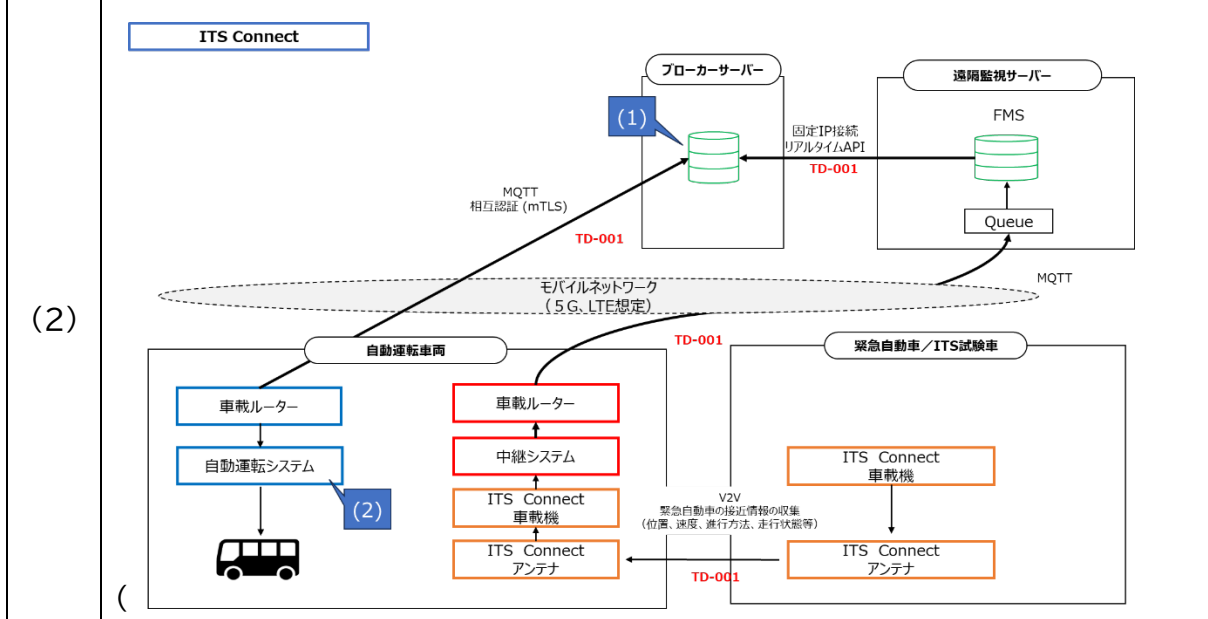 ITS Connect
ブローカーサーバー
遠隔監視サーバー
(1)
FMS
固定IP接続
リアルタイムAPI
TD-001
MQTT
相互認証 (mTLS)
TD-001
Queue
MQTT
モバイルネットワーク
(５G、LTE想定)
(2)
TD-001
自動運転車両
緊急自動車／ITS試験車
車載ルーター
車載ルーター
自動運転システム
中継システム
(2)
ITS Connect
車載機
ITS Connect
アンテナ
V2V
緊急自動車の接近情報の収集
(位置、速度、進行方法、走行状態等)
TD-001
ITS Connect
車載機
ITS Connect
アンテナ
(